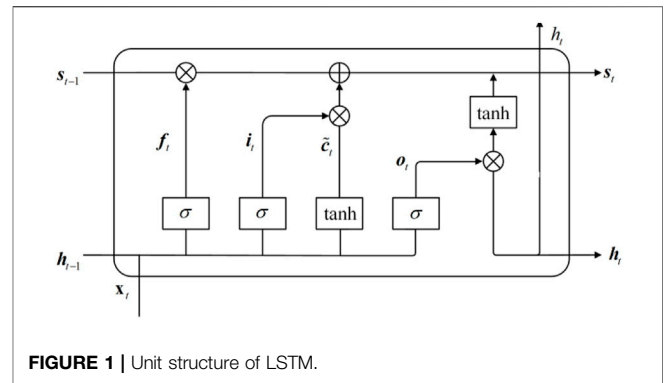 h_t
s_{t-1} ⊗ ⊕ s_t
tanh
f_t i_t ⊗ c̃_t o_t ⊗
σ σ tanh σ
h_{t-1} h_t
x_t
FIGURE 1 | Unit structure of LSTM.